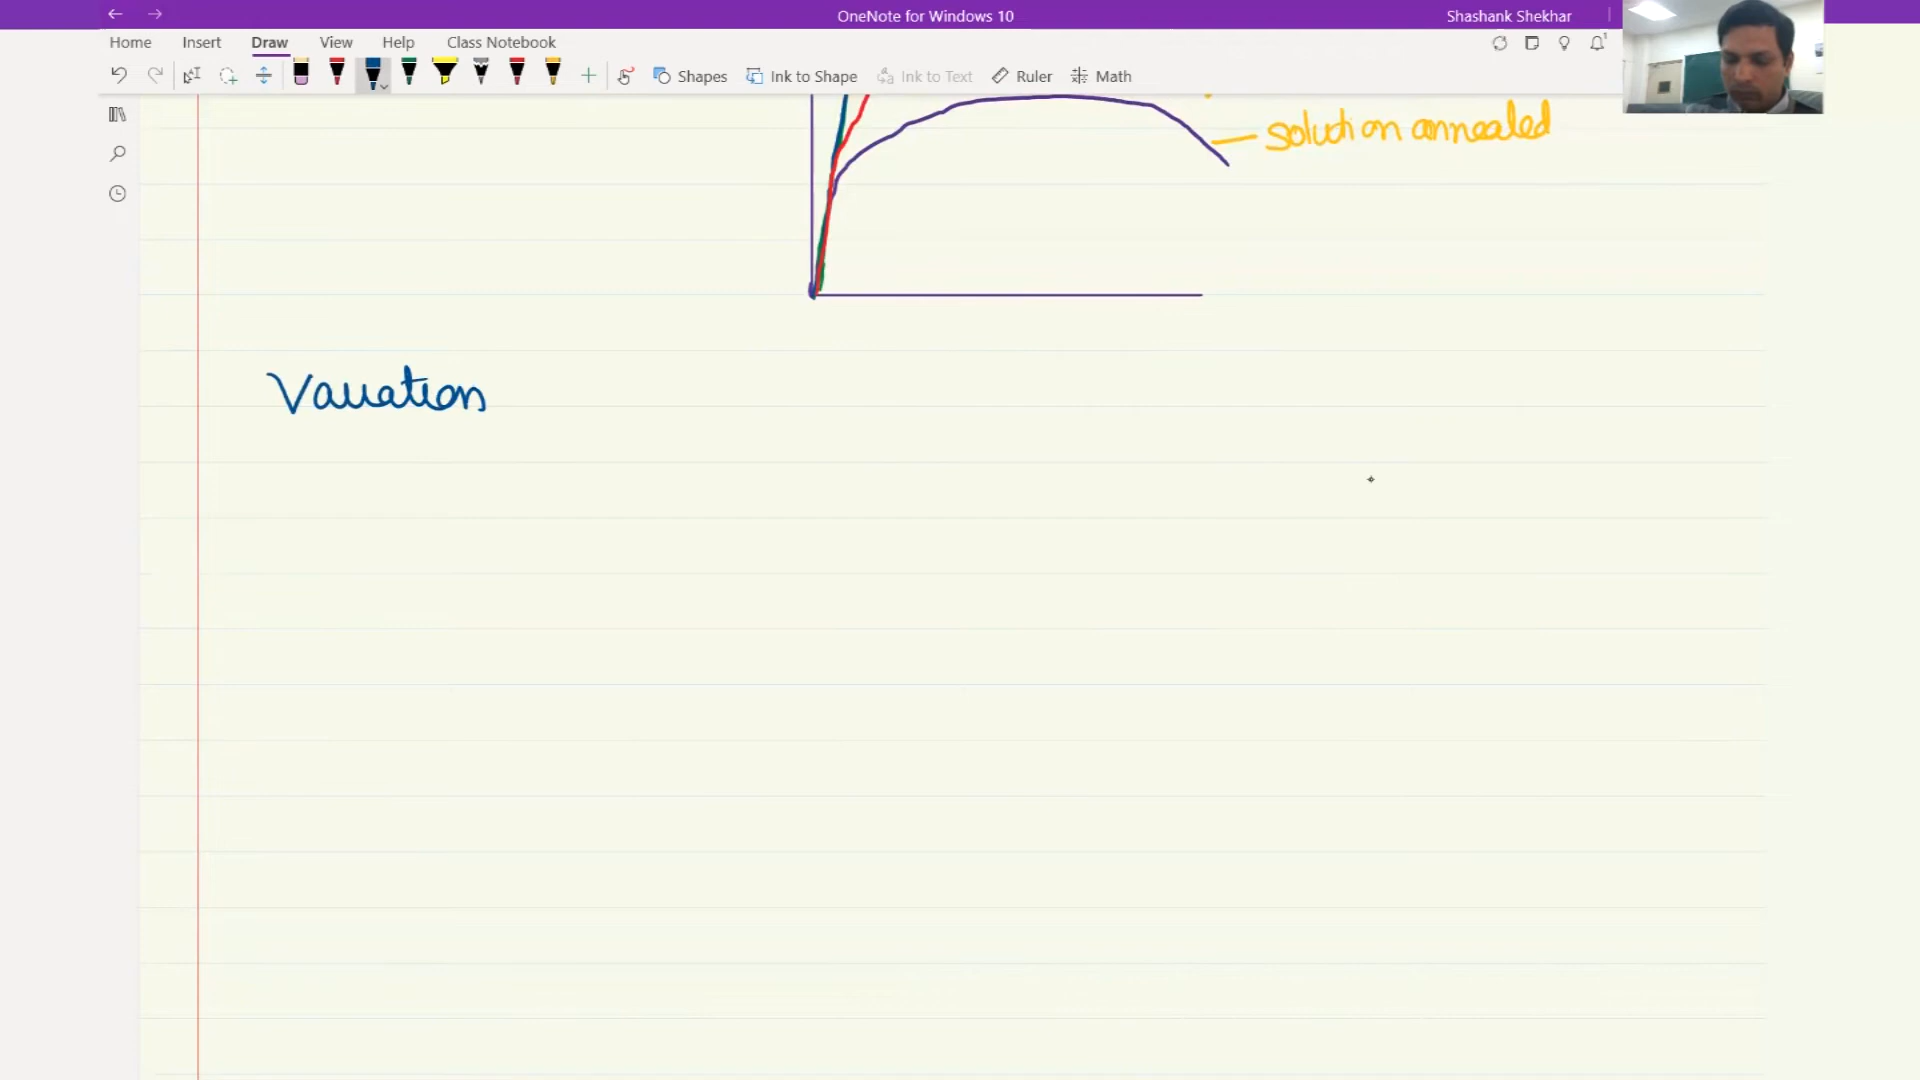 OneNote for Windows 10
Shashank Shekhar
Home Insert Draw View Help Class Notebook
Shapes Ink to Shape Ink to Text Ruler Math
solution annealed
Variation